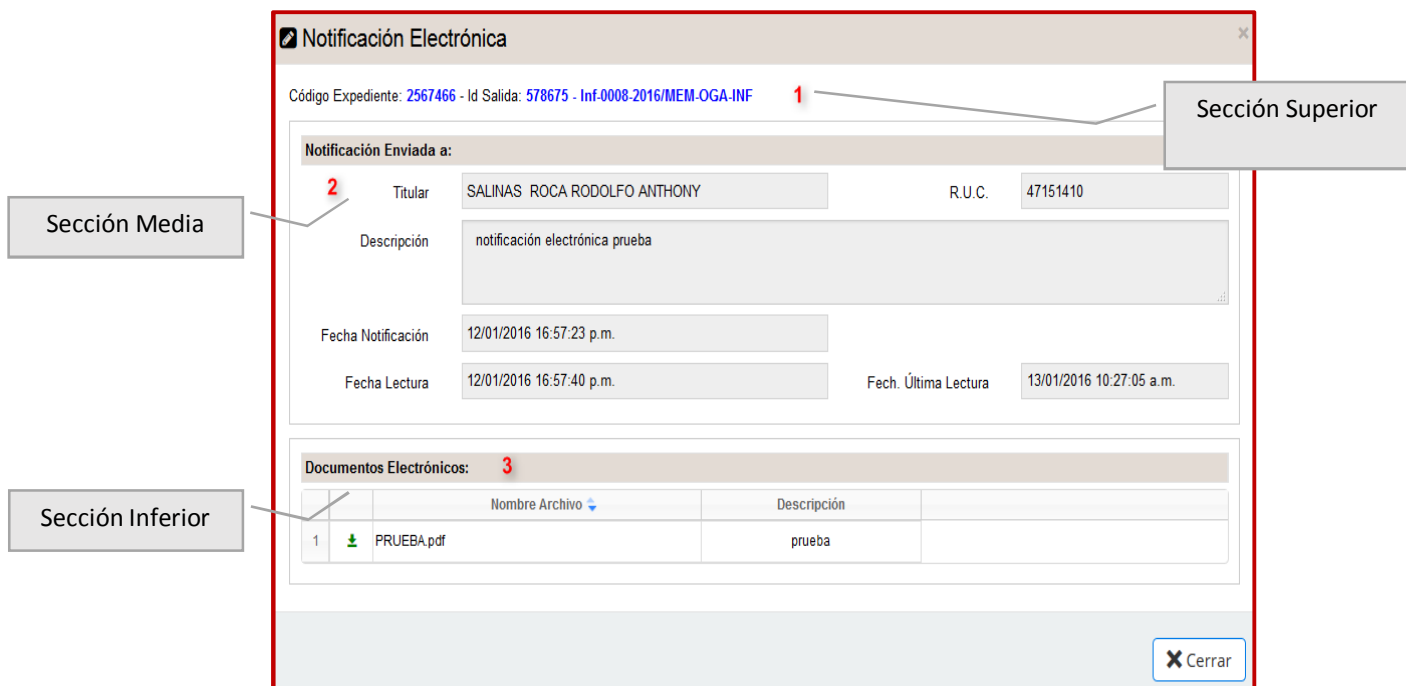 Notificación Electrónica ×
Código Expediente: 2567466 - Id Salida: 578675 - Inf-0008-2016/MEM-OGA-INF 1
Sección Superior
Notificación Enviada a:
2 Titular SALINAS ROCA RODOLFO ANTHONY R.U.C. 47151410
Sección Media
Descripción notificación electrónica prueba
Fecha Notificación 12/01/2016 16:57:23 p.m.
Fecha Lectura 12/01/2016 16:57:40 p.m. Fech. Última Lectura 13/01/2016 10:27:05 a.m.
Documentos Electrónicos: 3
Sección Inferior
Nombre Archivo Descripción
1 PRUEBA.pdf prueba
Cerrar